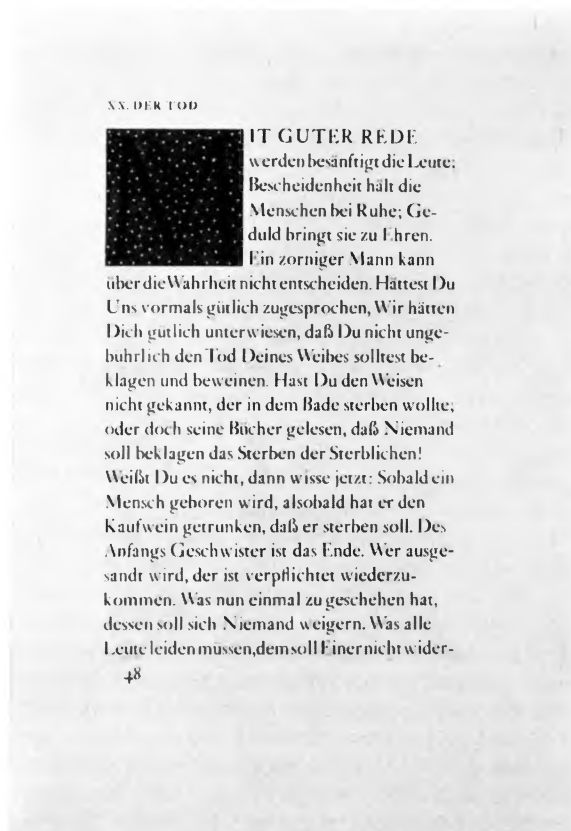 XX. DER TOD
MIT GUTER REDE
werden besänftigt die Leute;
Bescheidenheit hält die
Menschen bei Ruhe; Ge-
duld bringt sie zu Ehren.
Ein zorniger Mann kann
über die Wahrheit nicht entscheiden. Hättest Du
Uns vormals gütlich zugesprochen, Wir hätten
Dich gütlich unterwiesen, daß Du nicht unge-
bührlich den Tod Deines Weibes solltest be-
klagen und beweinen. Hast Du den Weisen
nicht gekannt, der in dem Bade sterben wollte;
oder doch seine Bücher gelesen, daß Niemand
soll beklagen das Sterben der Sterblichen!
Weißt Du es nicht, dann wisse jetzt: Sobald ein
Mensch geboren wird, alsobald hat er den
Kaufwein getrunken, daß er sterben soll. Des
Anfangs Geschwister ist das Ende. Wer ausge-
sandt wird, der ist verpflichtet wiederzu-
kommen. Was nun einmal zu geschehen hat,
dessen soll sich Niemand weigern. Was alle
Leute leiden müssen, dem soll Einer nicht wider-
48